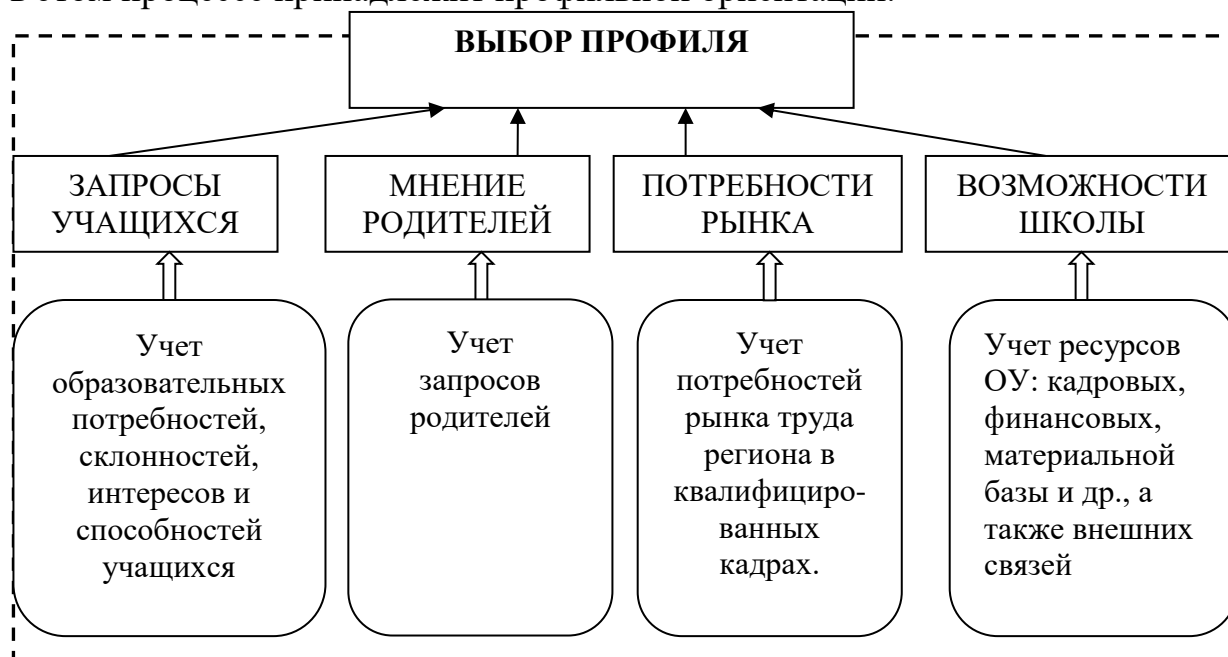 в этом процессе принадлежит профильной ориентации.
ВЫБОР ПРОФИЛЯ
ЗАПРОСЫ
УЧАЩИХСЯ
МНЕНИЕ
РОДИТЕЛЕЙ
ПОТРЕБНОСТИ
РЫНКА
ВОЗМОЖНОСТИ
ШКОЛЫ
Учет
образовательных
потребностей,
склонностей,
интересов и
способностей
учащихся
Учет
запросов
родителей
Учет
потребностей
рынка труда
региона в
квалифициро-
ванных
кадрах.
Учет ресурсов
ОУ: кадровых,
финансовых,
материальной
базы и др., а
также внешних
связей